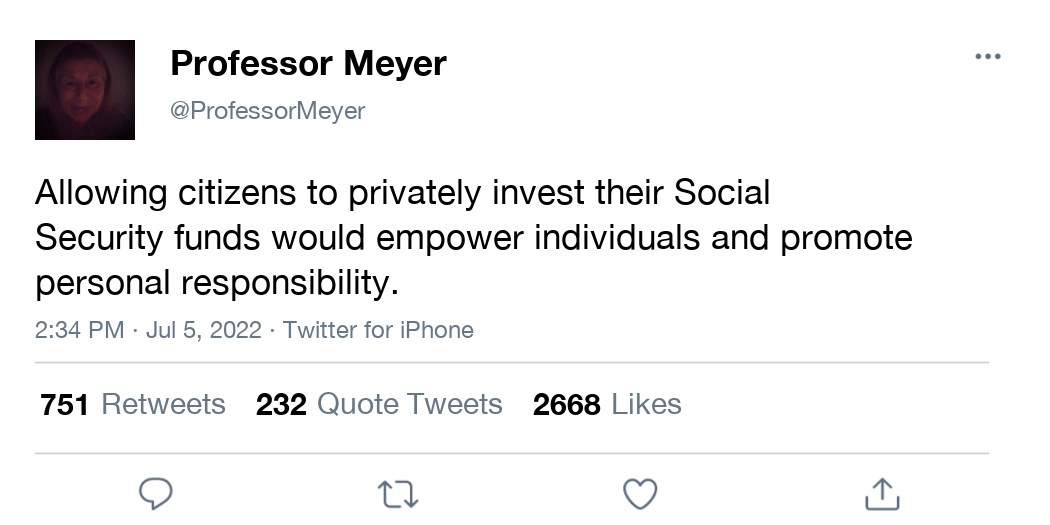 Professor Meyer
@ProfessorMeyer
Allowing citizens to privately invest their Social
Security funds would empower individuals and promote
personal responsibility.
2:34 PM · Jul 5, 2022 · Twitter for iPhone
751 Retweets 232 Quote Tweets 2668 Likes